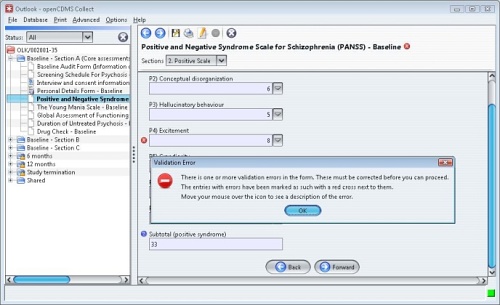 Outlook - openCDMS Collect
File Database Print Advanced Options Help
Status: All
OLK/002001-35
Baseline - Section A (Core assessments
Baseline Audit Form (Information o
Screening Schedule For Psychosis -
Interview and consent information
Personal Details Form - Baseline
Positive and Negative Syndrome
The Young Mania Scale - Baseline
Global Assessment of Functioning
Duration of Untreated Psychosis -
Drug Check - Baseline
Baseline - Section B
Baseline - Section C
6 months
12 months
Study termination
Shared
Positive and Negative Syndrome Scale for Schizophrenia (PANSS) - Baseline
Sections 2. Positive Scale
P2) Conceptual disorganization
6
P3) Hallucinatory behaviour
5
P4) Excitement
8
Validation Error
There is one or more validation errors in the form. These must be corrected before you can proceed.
The entries with errors have been marked as such with a red cross next to them.
Move your mouse over the icon to see a description of the error.
OK
Subtotal (positive syndrome)
33
Back Forward